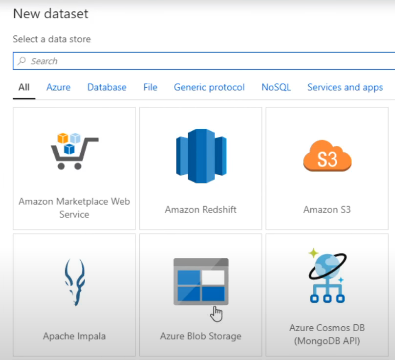 New dataset
Select a data store
Search
All Azure Database File Generic protocol NoSQL Services and apps
S3
Amazon Marketplace Web
Service
Amazon Redshift
Amazon S3
Apache Impala
Azure Blob Storage
Azure Cosmos DB
(MongoDB API)